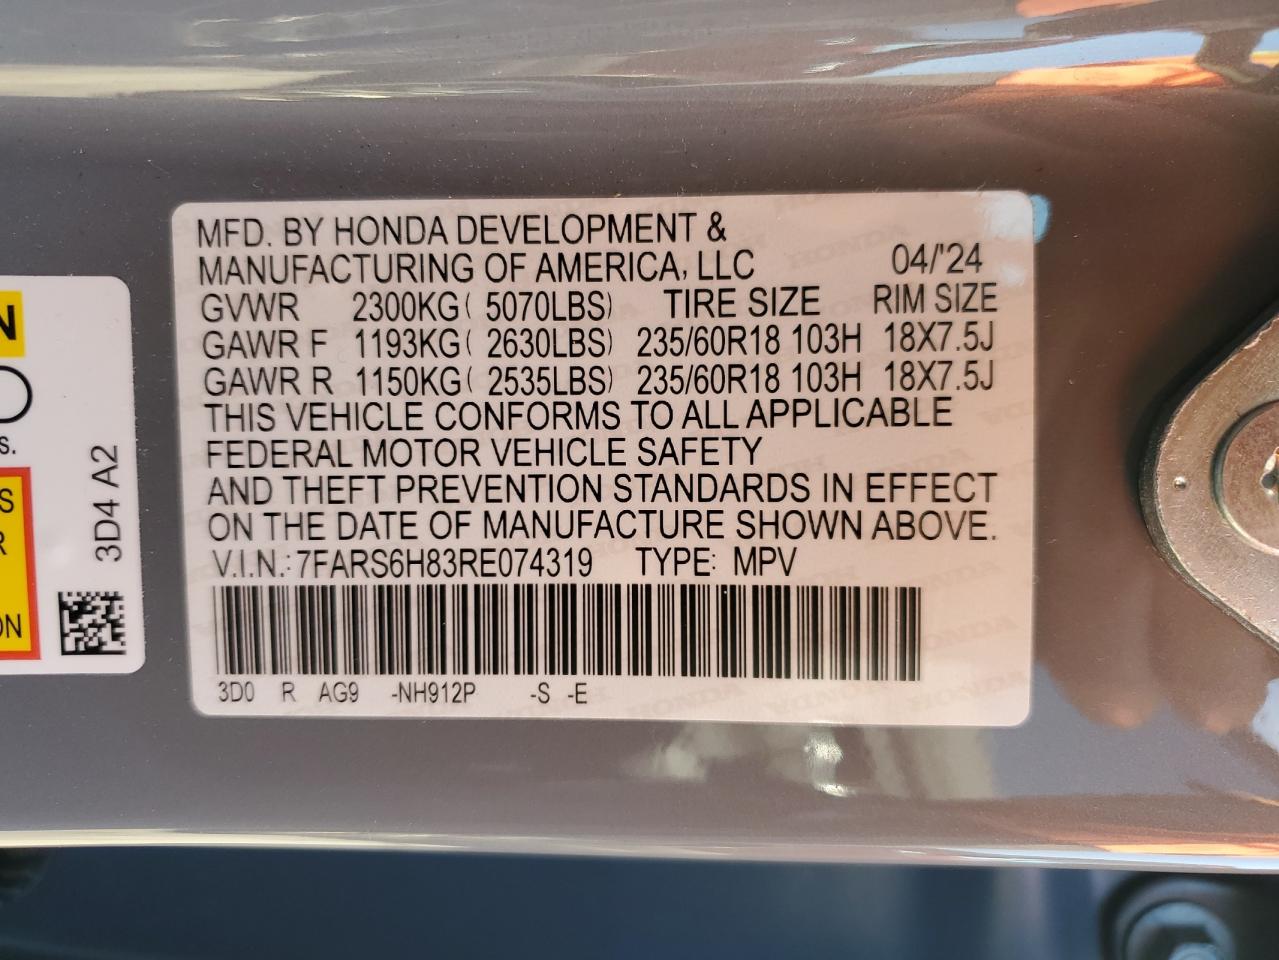 MFD. BY HONDA DEVELOPMENT &
MANUFACTURING OF AMERICA, LLC 04/'24
GVWR 2300KG( 5070LBS) TIRE SIZE RIM SIZE
GAWR F 1193KG( 2630LBS) 235/60R18 103H 18X7.5J
GAWR R 1150KG( 2535LBS) 235/60R18 103H 18X7.5J
THIS VEHICLE CONFORMS TO ALL APPLICABLE
FEDERAL MOTOR VEHICLE SAFETY
AND THEFT PREVENTION STANDARDS IN EFFECT
ON THE DATE OF MANUFACTURE SHOWN ABOVE.
V.I.N.: 7FARS6H83RE074319 TYPE: MPV
3D0 R AG9 -NH912P -S -E
3D4 A2